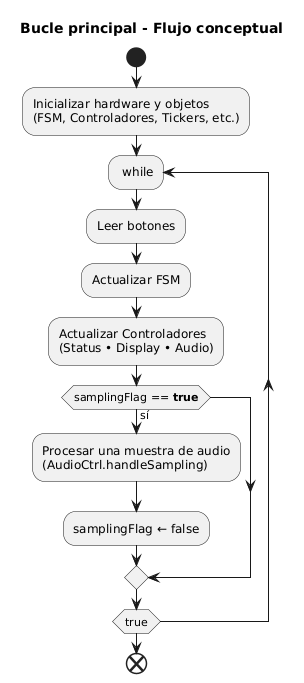 Bucle principal - Flujo conceptual
Inicializar hardware y objetos
(FSM, Controladores, Tickers, etc.)
while
Leer botones
Actualizar FSM
Actualizar Controladores
(Status • Display • Audio)
samplingFlag == true
sí
Procesar una muestra de audio
(AudioCtrl.handleSampling)
samplingFlag ← false
true